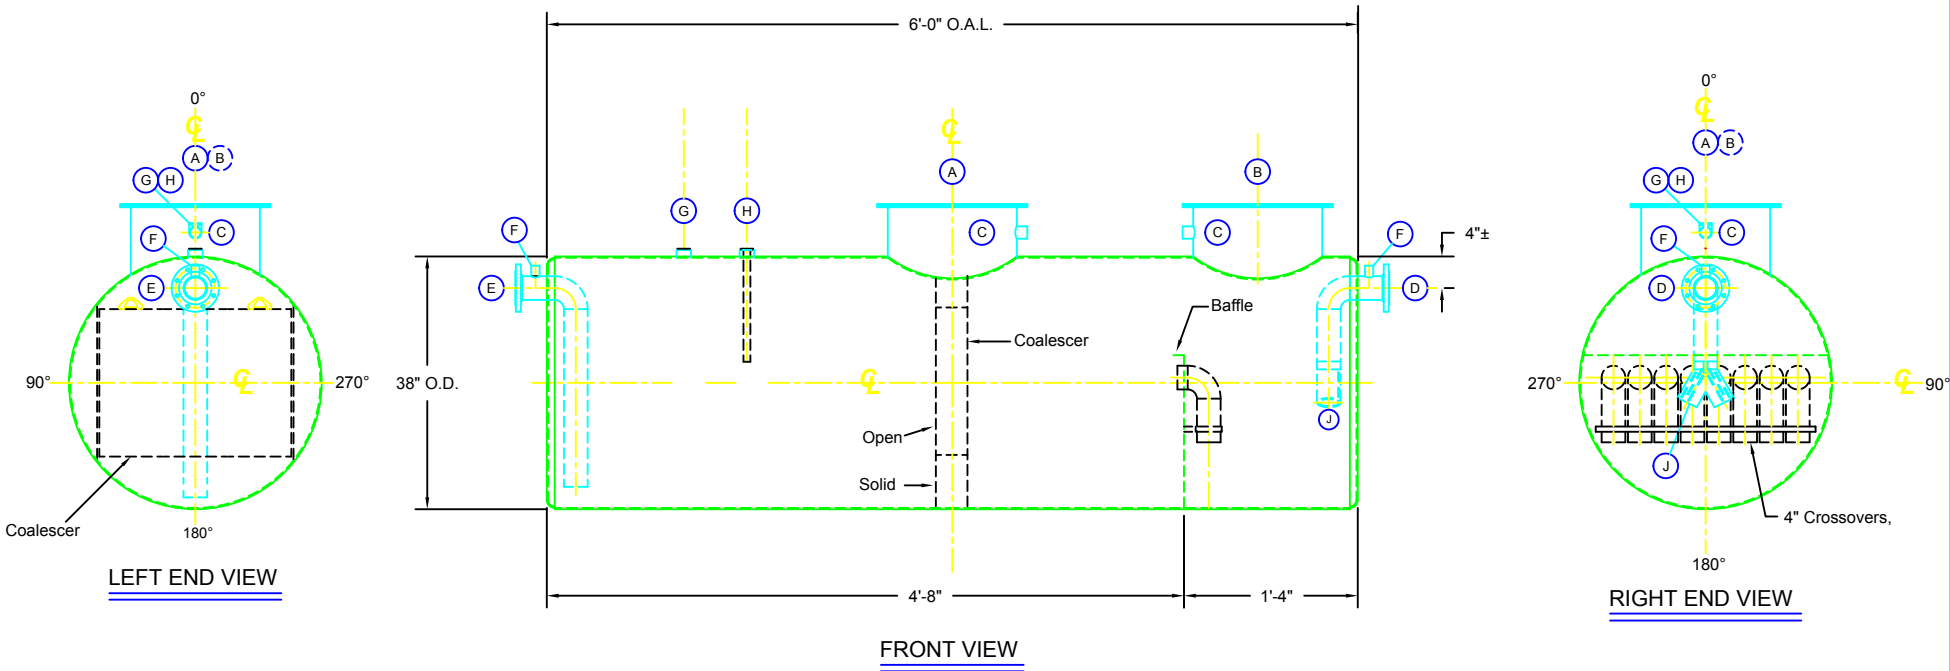 6'-0" O.A.L.
0°
℄
A B
G H
C
F
E
90°
℄
270°
Coalescer
180°
LEFT END VIEW
℄
A
B
G
H
F
C
C
F
4"±
E
D
Baffle
Coalescer
38" O.D.
℄
J
Open
Solid
4'-8"
1'-4"
FRONT VIEW
0°
℄
A B
G H
C
F
D
270°
℄
90°
J
4" Crossovers,
180°
RIGHT END VIEW